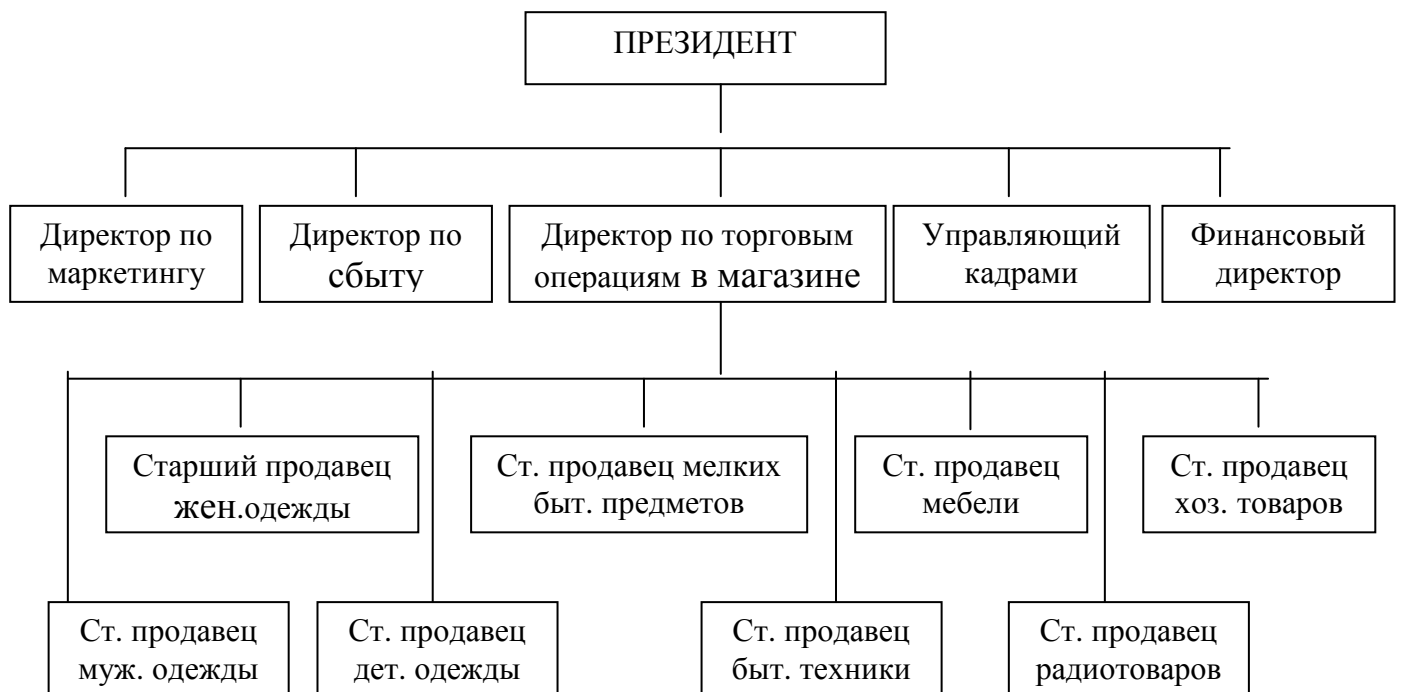 ПРЕЗИДЕНТ
Директор по
маркетингу
Директор по
сбыту
Директор по торговым
операциям в магазине
Управляющий
кадрами
Финансовый
директор
Старший продавец
жен.одежды
Ст. продавец мелких
быт. предметов
Ст. продавец
мебели
Ст. продавец
хоз. товаров
Ст. продавец
муж. одежды
Ст. продавец
дет. одежды
Ст. продавец
быт. техники
Ст. продавец
радиотоваров